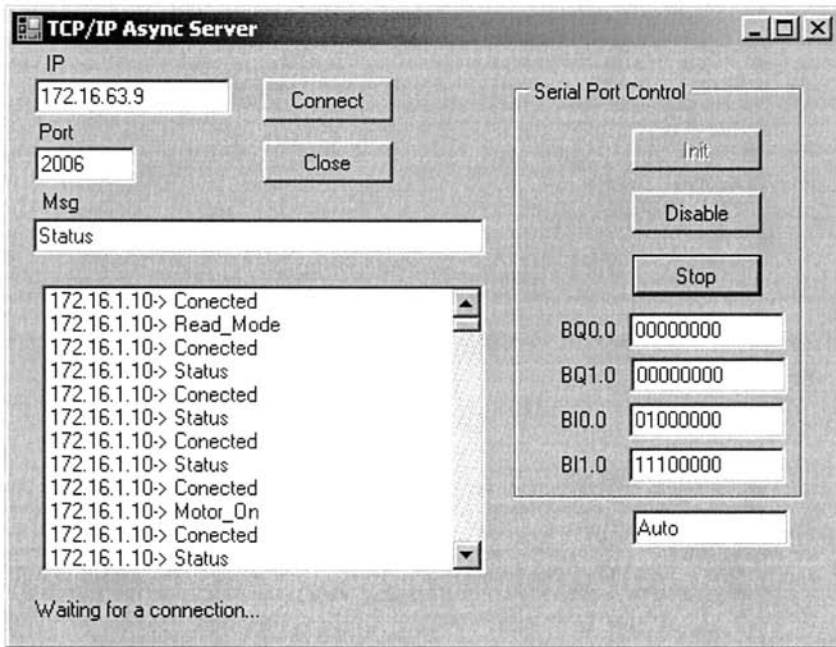 TCP/IP Async Server
IP
172.16.63.9
Connect
Port
2006
Close
Msg
Status
172.16.1.10-> Conected
172.16.1.10-> Read_Mode
172.16.1.10-> Conected
172.16.1.10-> Status
172.16.1.10-> Conected
172.16.1.10-> Status
172.16.1.10-> Conected
172.16.1.10-> Status
172.16.1.10-> Conected
172.16.1.10-> Motor_On
172.16.1.10-> Conected
172.16.1.10-> Status
Waiting for a connection...
Serial Port Control
Init
Disable
Stop
BQ0.0 00000000
BQ1.0 00000000
BI0.0 01000000
BI1.0 11100000
Auto